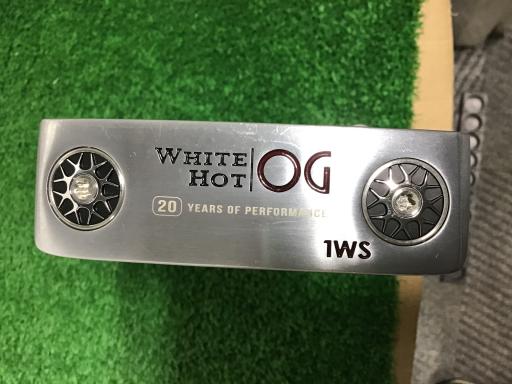 WHITE HOT OG
20 YEARS OF PERFORMANCE
1WS